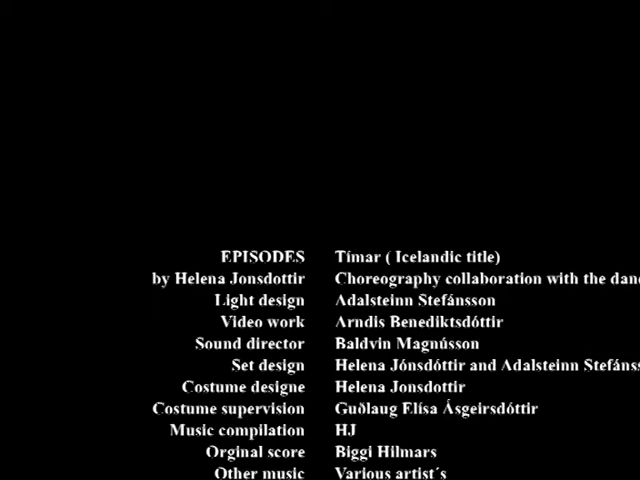 EPISODES Tímar ( Icelandic title)
by Helena Jonsdottir Choreography collaboration with the
Light design Adalsteinn Stefánsson
Video work Arndis Benediktsdóttir
Sound director Baldvin Magnússon
Set design Helena Jónsdóttir and Adalsteinn
Costume designe Helena Jonsdottir
Costume supervision Guðlaug Elísa Ásgeirsdóttir
Music compilation HJ
Orginal score Biggi Hilmars
Other music Various artist´s